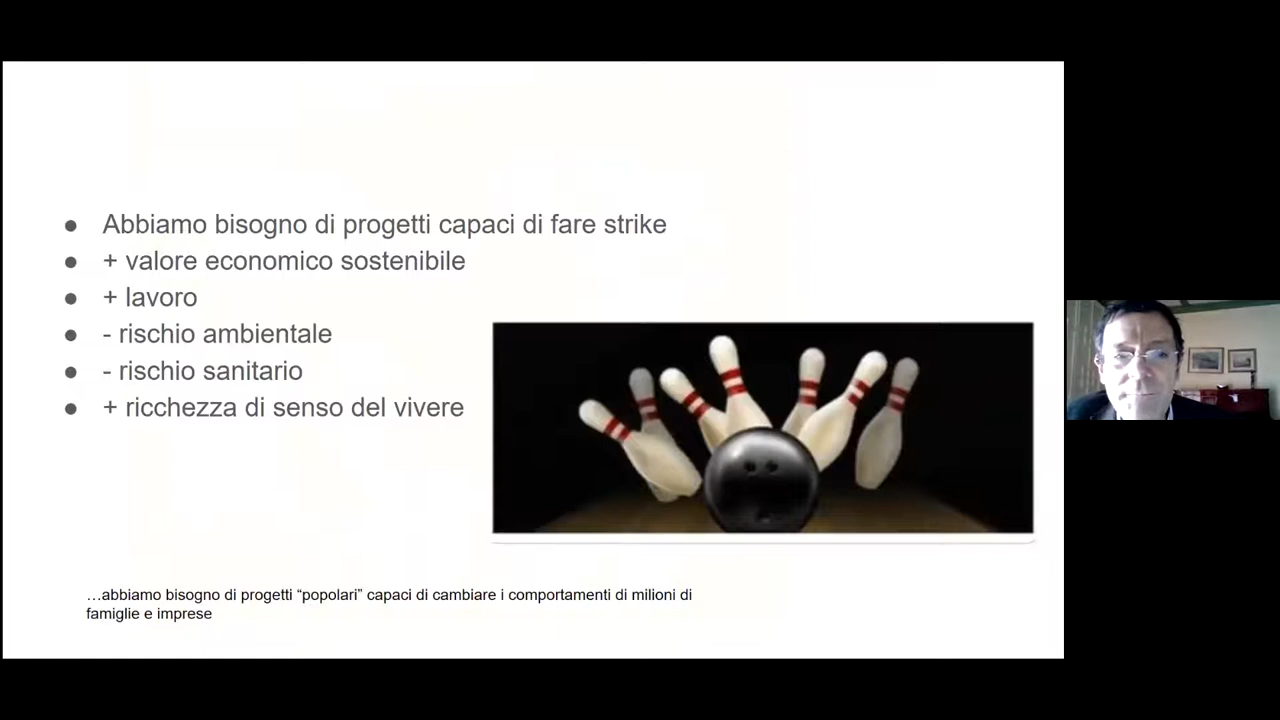 Abbiamo bisogno di progetti capaci di fare strike
+ valore economico sostenibile
+ lavoro
- rischio ambientale
- rischio sanitario
+ ricchezza di senso del vivere
…abbiamo bisogno di progetti “popolari” capaci di cambiare i comportamenti di milioni di
famiglie e imprese